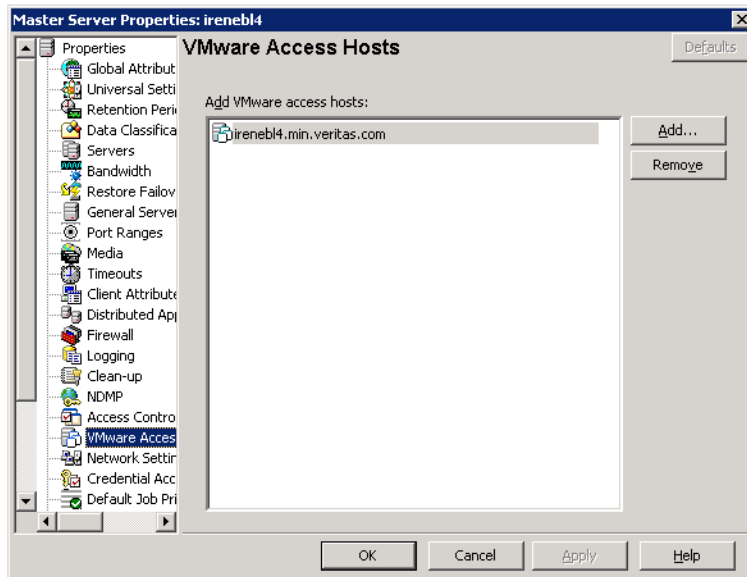 Master Server Properties: irenebl4
Properties
Global Attribut
Universal Setti
Retention Peri
Data Classifica
Servers
Bandwidth
Restore Failov
General Server
Port Ranges
Media
Timeouts
Client Attribute
Distributed App
Firewall
Logging
Clean-up
NDMP
Access Contro
VMware Acces
Network Settin
Credential Acc
Default Job Pri
VMware Access Hosts
Defaults
Add VMware access hosts:
irenebl4.min.veritas.com
Add...
Remove
OK
Cancel
Apply
Help